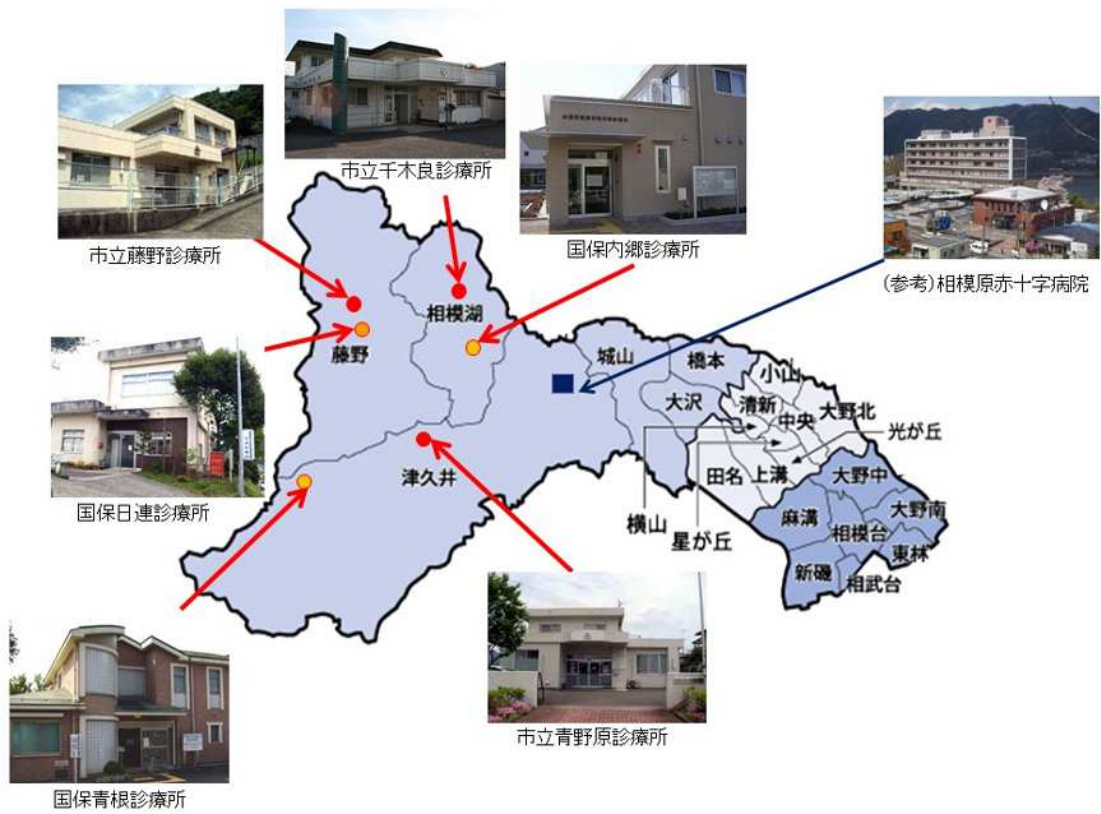 市立千木良診療所
市立藤野診療所
国保内郷診療所
(参考)相模原赤十字病院
相模湖
藤野
城山
橋本
小山
大沢
清新
中央
大野北
光が丘
国保日連診療所
津久井
田名
上溝
大野中
横山
星が丘
麻溝
大野南
相模台
東林
新磯
相武台
市立青野原診療所
国保青根診療所